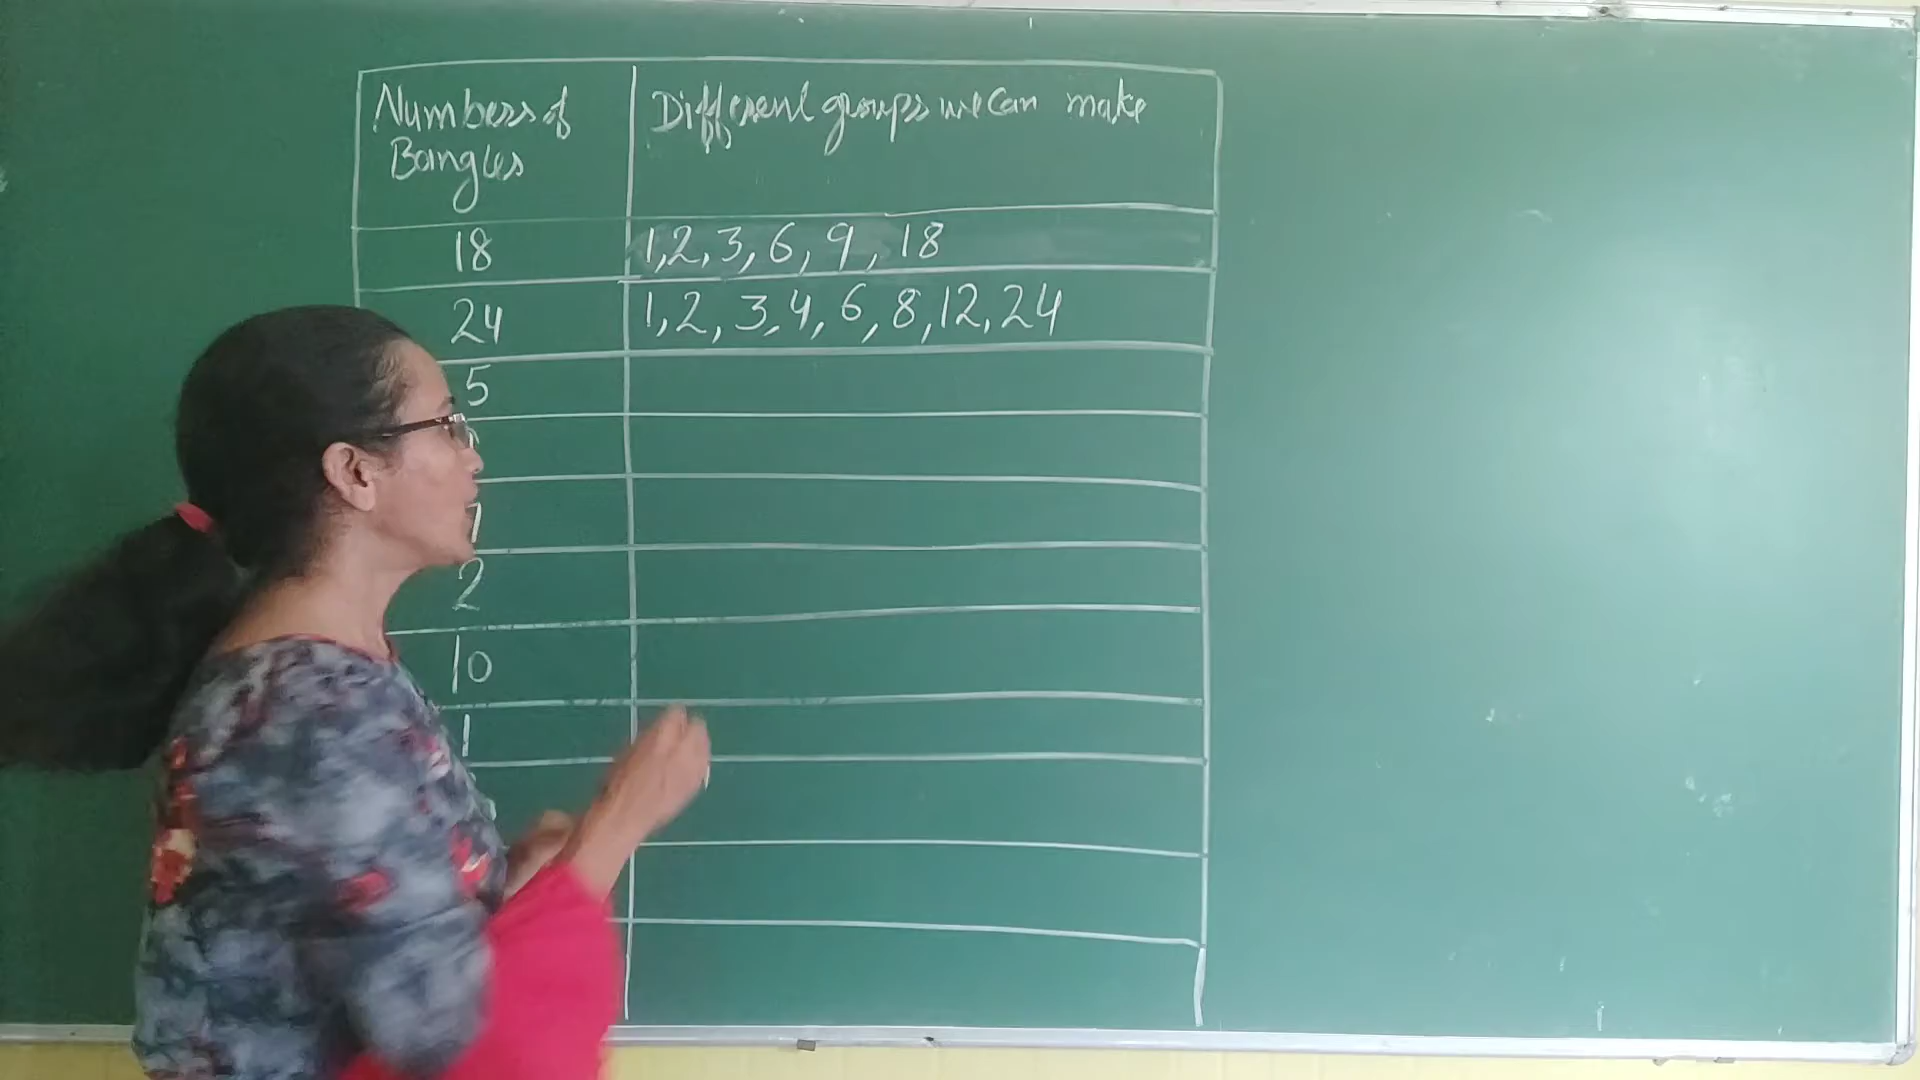 Numbers of
Bangles
Different groups we can make
18
1,2,3,6,9,18
24
1,2,3,4,6,8,12,24
5
2
10
1